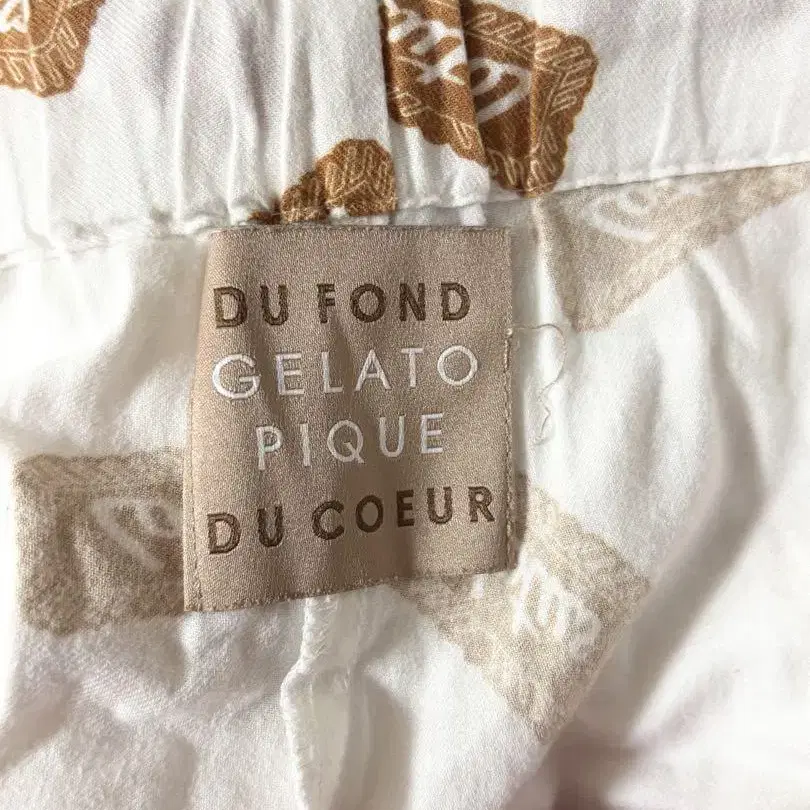 DU FOND
GELATO
PIQUE
DU COEUR